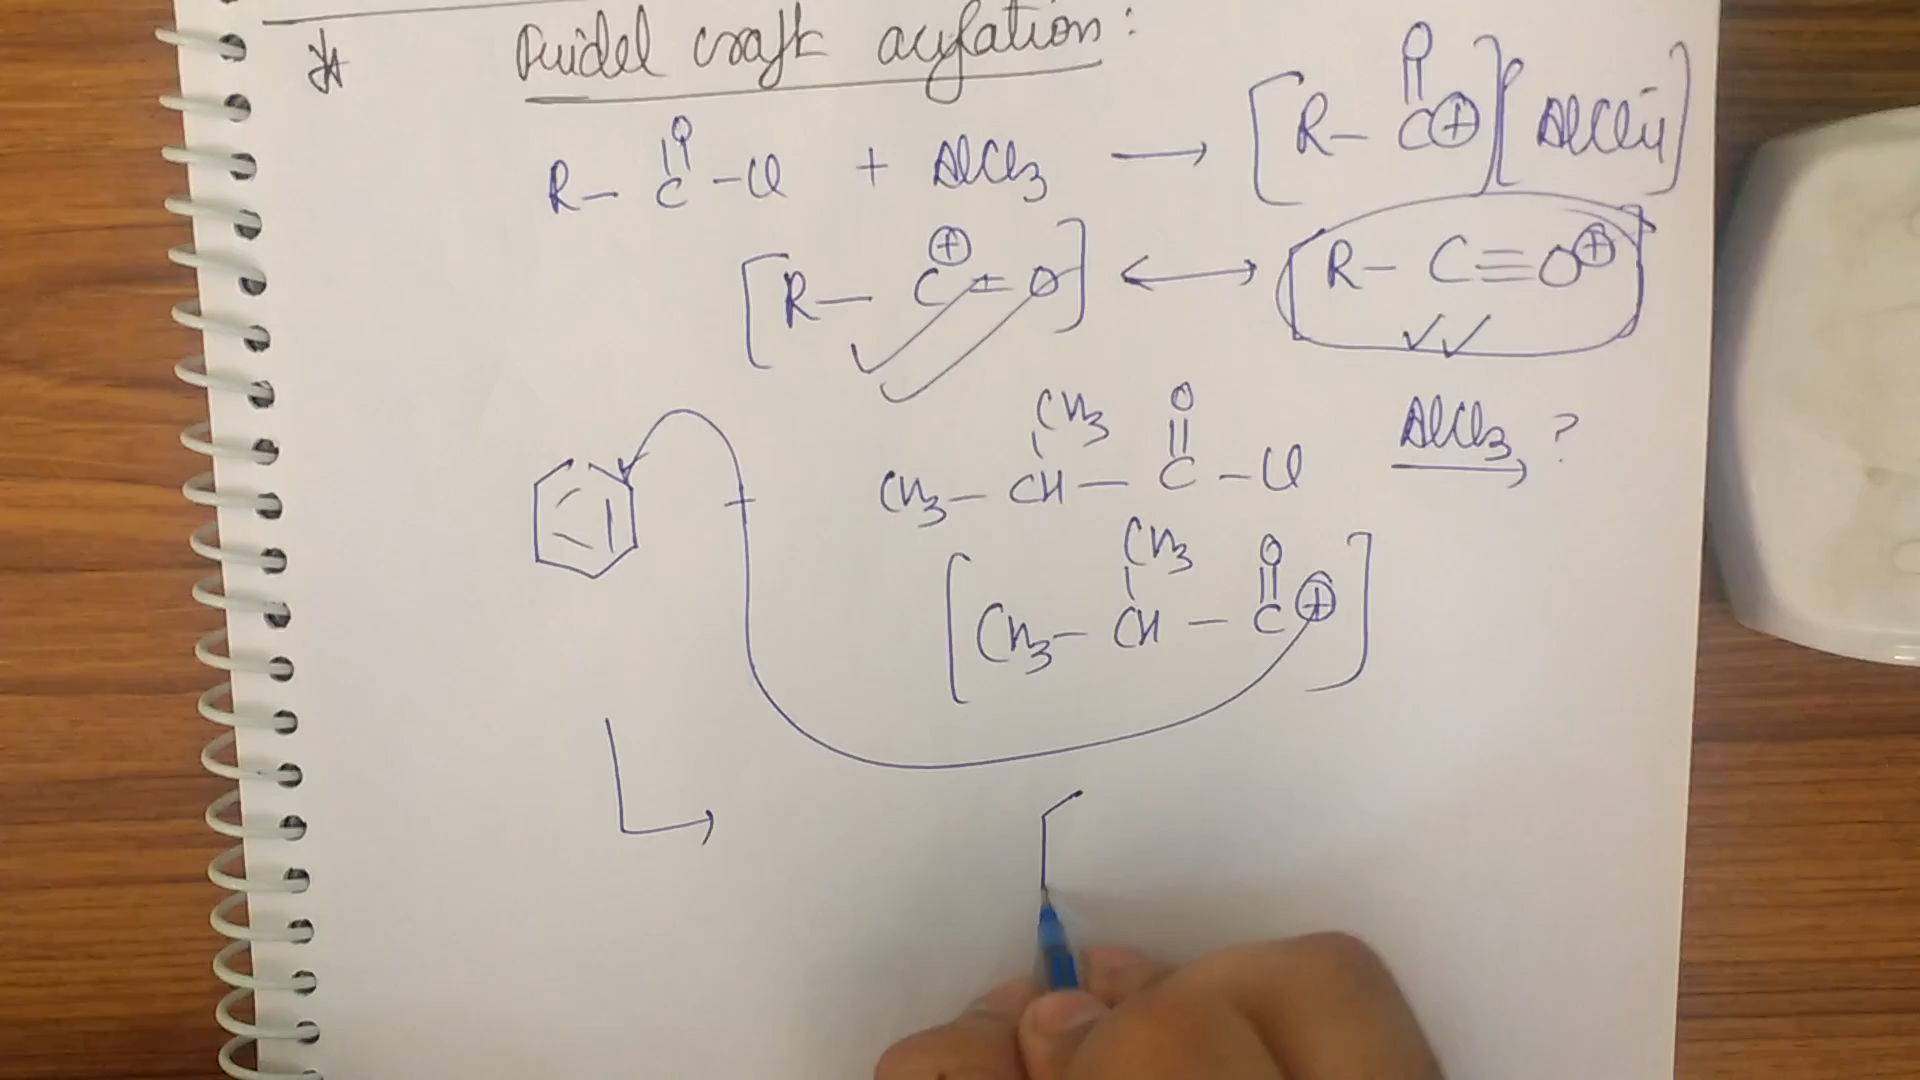 Friedel craft acylation:
R-C(=O)-Cl + AlCl3 → [R-C⊕(=O)] [AlCl4-]
[R-C⊕=O] ↔ [R-C≡O⊕]
CH3-CH(CH3)-C(=O)-Cl AlCl3 → ?
[CH3-CH(CH3)-C⊕(=O)]